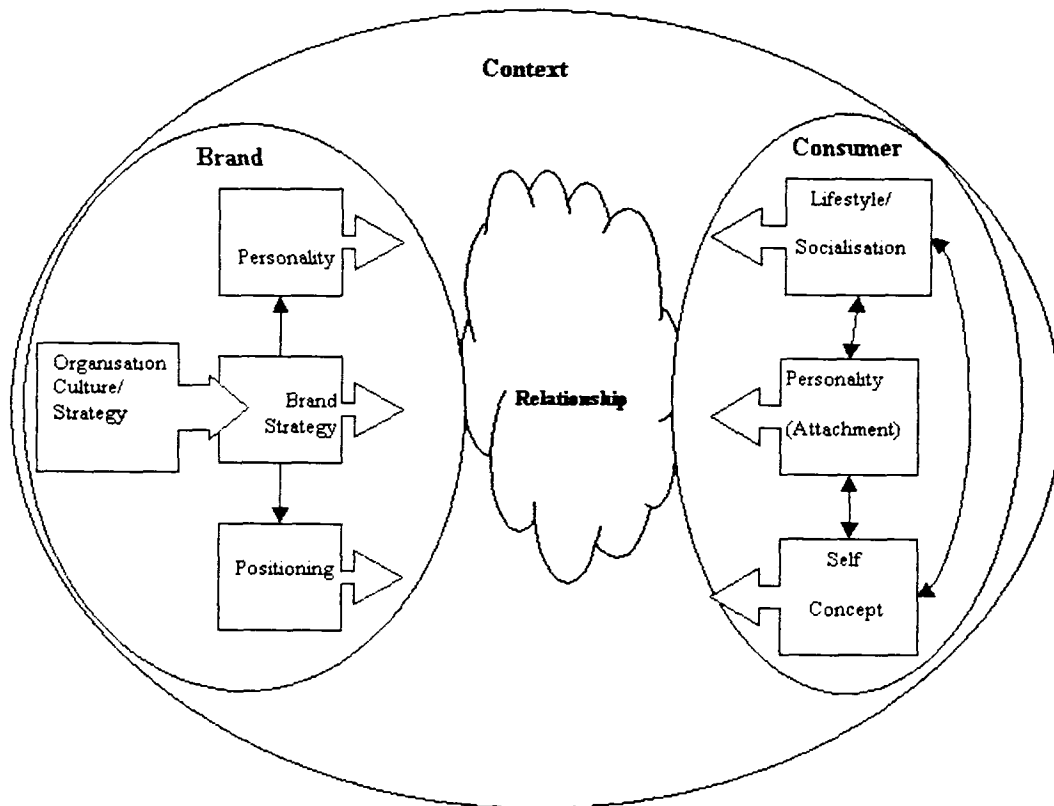 Context
Brand
Personality
Organisation
Culture/
Strategy
Brand
Strategy
Positioning
Relationship
Consumer
Lifestyle/
Socialisation
Personality
(Attachment)
Self
Concept